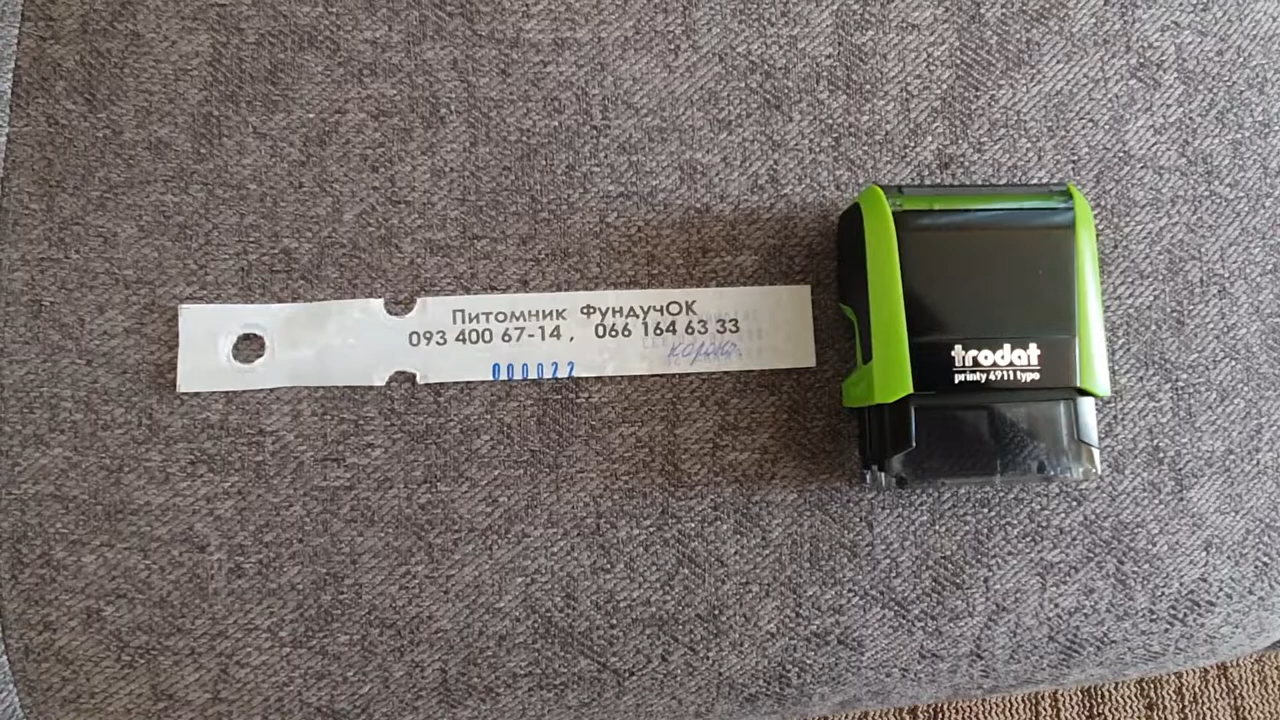 Питомник ФундучОК
093 400 67-14 , 066 164 63 33
000022
trodat
printy 4911 typo